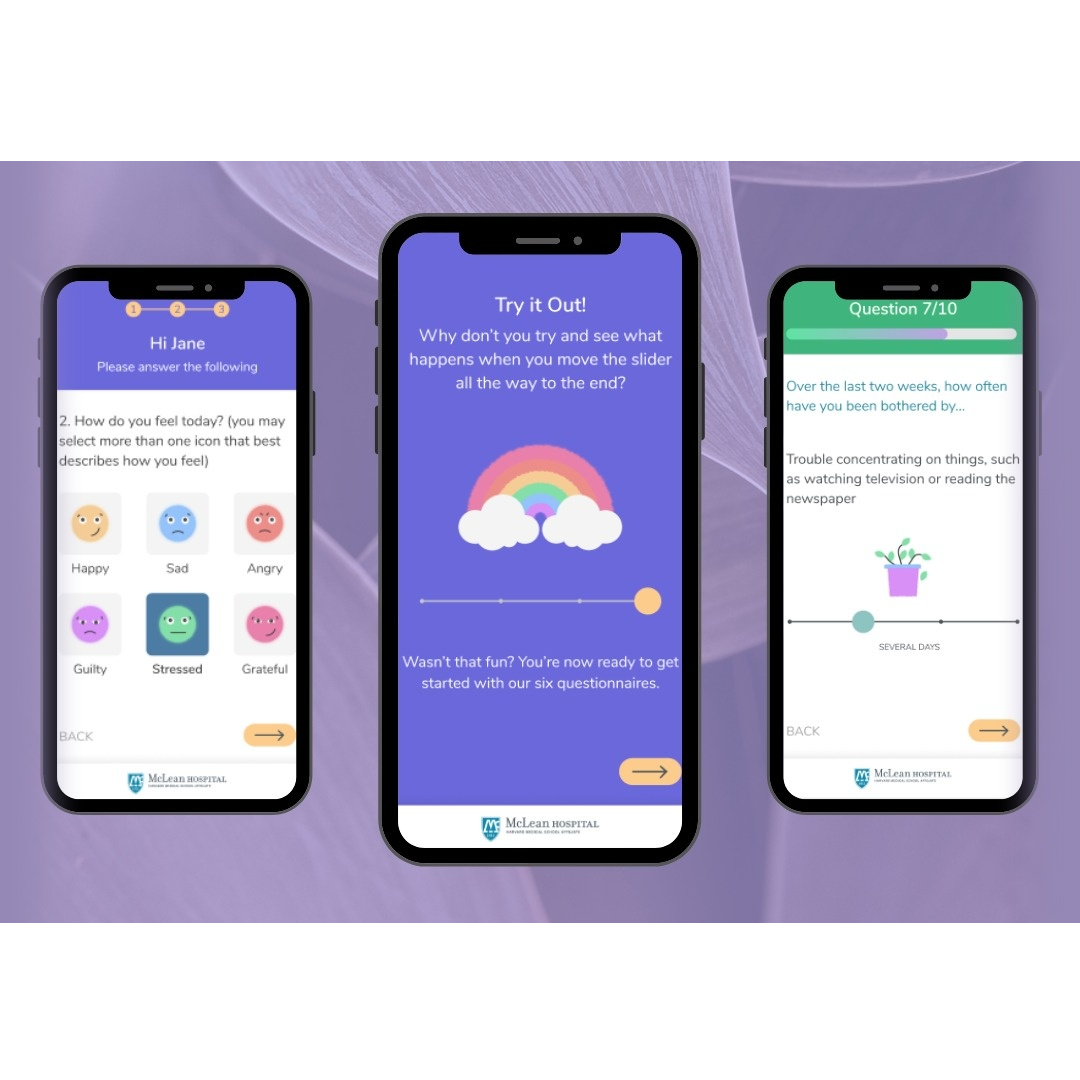 1 2 3
Hi Jane
Please answer the following
2. How do you feel today? (you may
select more than one icon that best
describes how you feel)
Happy Sad Angry
Guilty Stressed Grateful
BACK
McLean HOSPITAL
HARVARD MEDICAL SCHOOL AFFILIATE
Try it Out!
Why don't you try and see what
happens when you move the slider
all the way to the end?
Wasn't that fun? You're now ready to get
started with our six questionnaires.
McLean HOSPITAL
HARVARD MEDICAL SCHOOL AFFILIATE
Question 7/10
Over the last two weeks, how often
have you been bothered by...
Trouble concentrating on things, such
as watching television or reading the
newspaper
SEVERAL DAYS
BACK
McLean HOSPITAL
HARVARD MEDICAL SCHOOL AFFILIATE